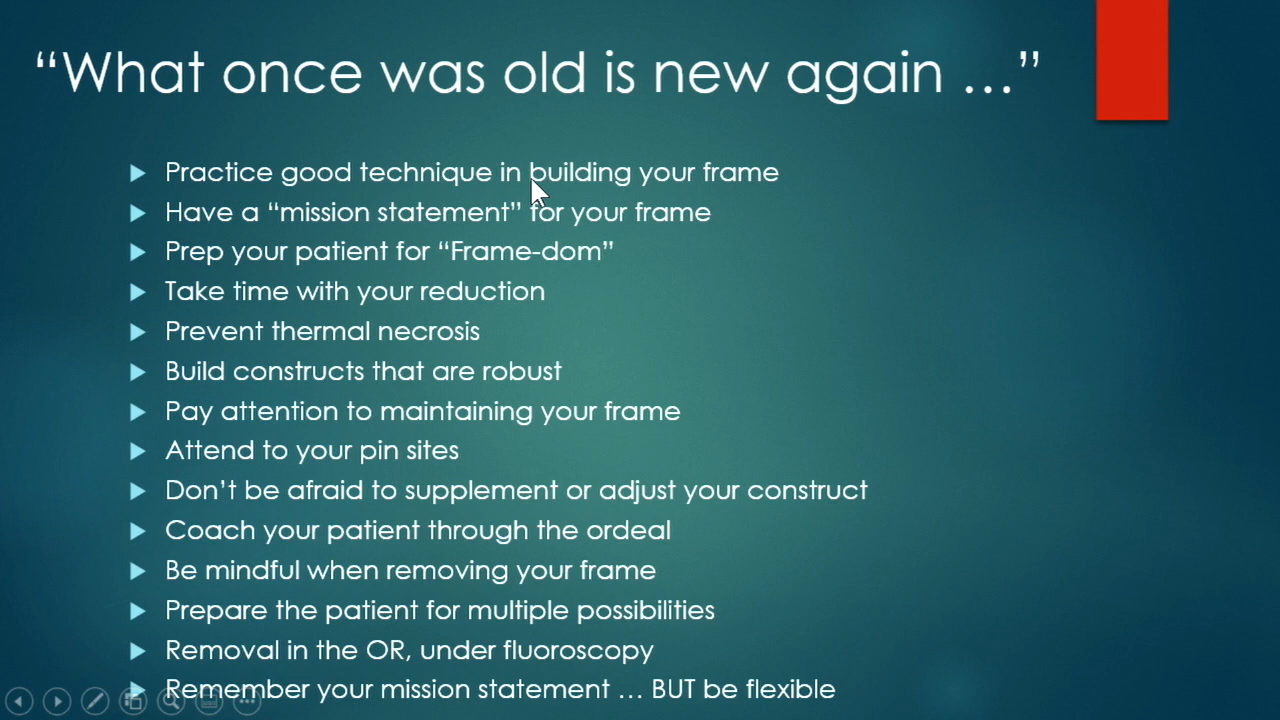 “What once was old is new again …”
Practice good technique in building your frame
Have a “mission statement” for your frame
Prep your patient for “Frame-dom”
Take time with your reduction
Prevent thermal necrosis
Build constructs that are robust
Pay attention to maintaining your frame
Attend to your pin sites
Don’t be afraid to supplement or adjust your construct
Coach your patient through the ordeal
Be mindful when removing your frame
Prepare the patient for multiple possibilities
Removal in the OR, under fluoroscopy
Remember your mission statement … BUT be flexible